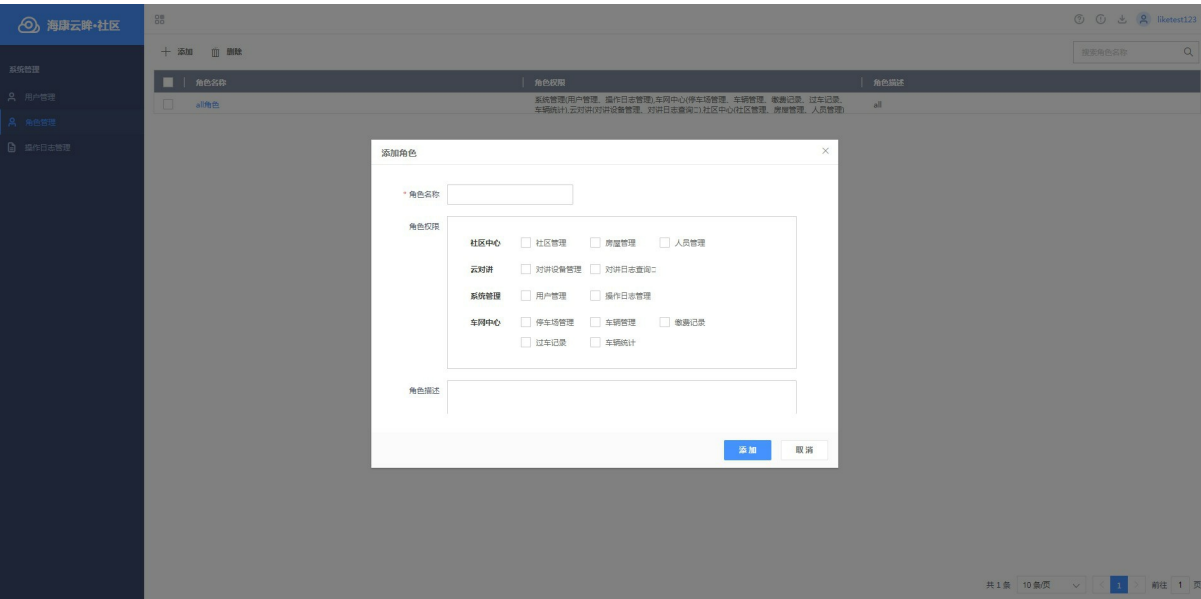 海康云眸•社区
liketest123
添加 删除
搜索角色名称
系统管理
用户管理
角色管理
操作日志管理
角色名称 角色权限 角色描述
all角色
系统管理(用户管理、操作日志管理),车网中心(停车场管理、车辆管理、缴费记录、过车记录、
车辆统计),云对讲(对讲设备管理、对讲日志查询二),社区中心(社区管理、房屋管理、人员管理)
all
添加角色
* 角色名称
角色权限
社区中心 社区管理 房屋管理 人员管理
云对讲 对讲设备管理 对讲日志查询二
系统管理 用户管理 操作日志管理
车网中心 停车场管理 车辆管理 缴费记录
过车记录 车辆统计
角色描述
添加 取消
共 1 条 10 条/页 1 前往 1 页